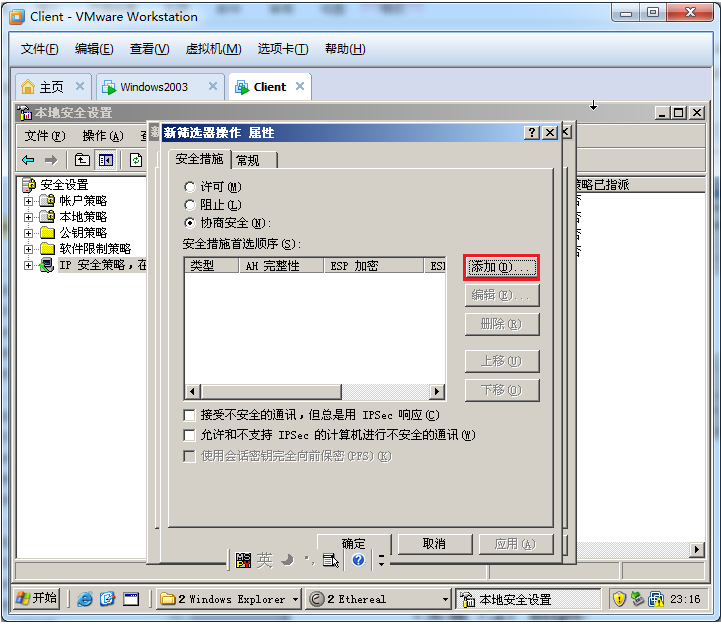 Client - VMware Workstation
文件(F) 编辑(E) 查看(V) 虚拟机(M) 选项卡(T) 帮助(H)
主页 Windows2003 Client
本地安全设置
文件(F) 操作(A)
安全设置
帐户策略
本地策略
公钥策略
软件限制策略
IP 安全策略，在
策略已指派
否
否
否
新筛选器操作 属性
安全措施 常规
许可(M)
阻止(L)
协商安全(N):
安全措施首选顺序(S):
类型 AH 完整性 ESP 加密 ESI
添加(D)...
编辑(E)...
删除(R)
上移(U)
下移(O)
接受不安全的通讯，但总是用 IPSec 响应(C)
允许和不支持 IPSec 的计算机进行不安全的通讯(W)
使用会话密钥完全向前保密(PFS)(K)
确定 取消 应用(A)
英
开始 2 Windows Explorer 2 Ethereal 本地安全设置 23:16